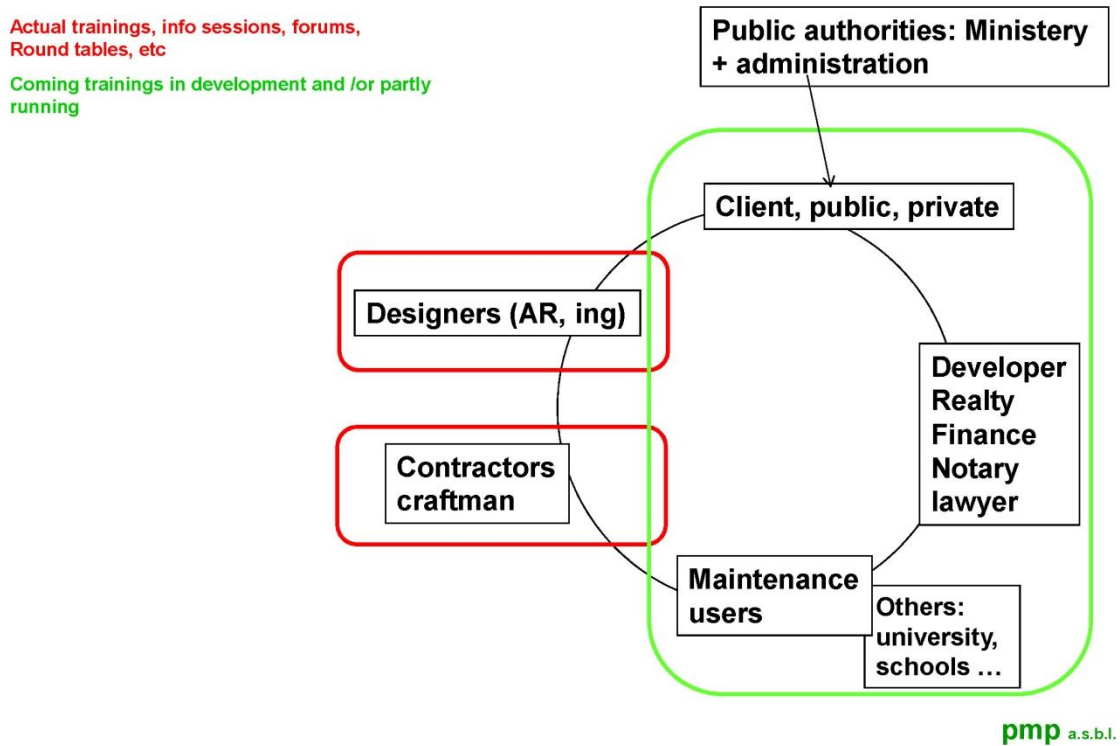 Actual trainings, info sessions, forums,
Round tables, etc
Coming trainings in development and /or partly
running
Public authorities: Ministery
+ administration
Client, public, private
Designers (AR, ing)
Developer
Realty
Finance
Notary
lawyer
Contractors
craftman
Maintenance
users
Others:
university,
schools ...
pmp a.s.b.l.